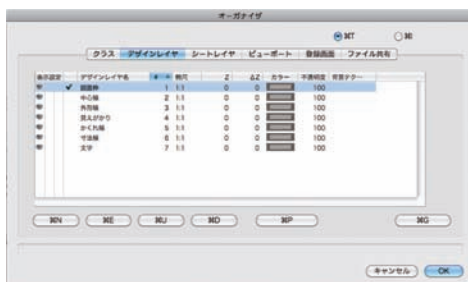 オーガナイザ
⌘T ⌘I
クラス デザインレイヤ シートレイヤ ビューポート 登録画面 ファイル共有
表示設定 デザインレイヤ名 # 縮尺 Z ΔZ カラー 不透明度 背景テク…
✔ 図面枠 1 1:1 0 0 100
中心線 2 1:1 0 0 100
外形線 3 1:1 0 0 100
見えがかり 4 1:1 0 0 100
かくれ線 5 1:1 0 0 100
寸法線 6 1:1 0 0 100
文字 7 1:1 0 0 100
⌘N ⌘E ⌘U ⌘D ⌘P ⌘G
キャンセル OK